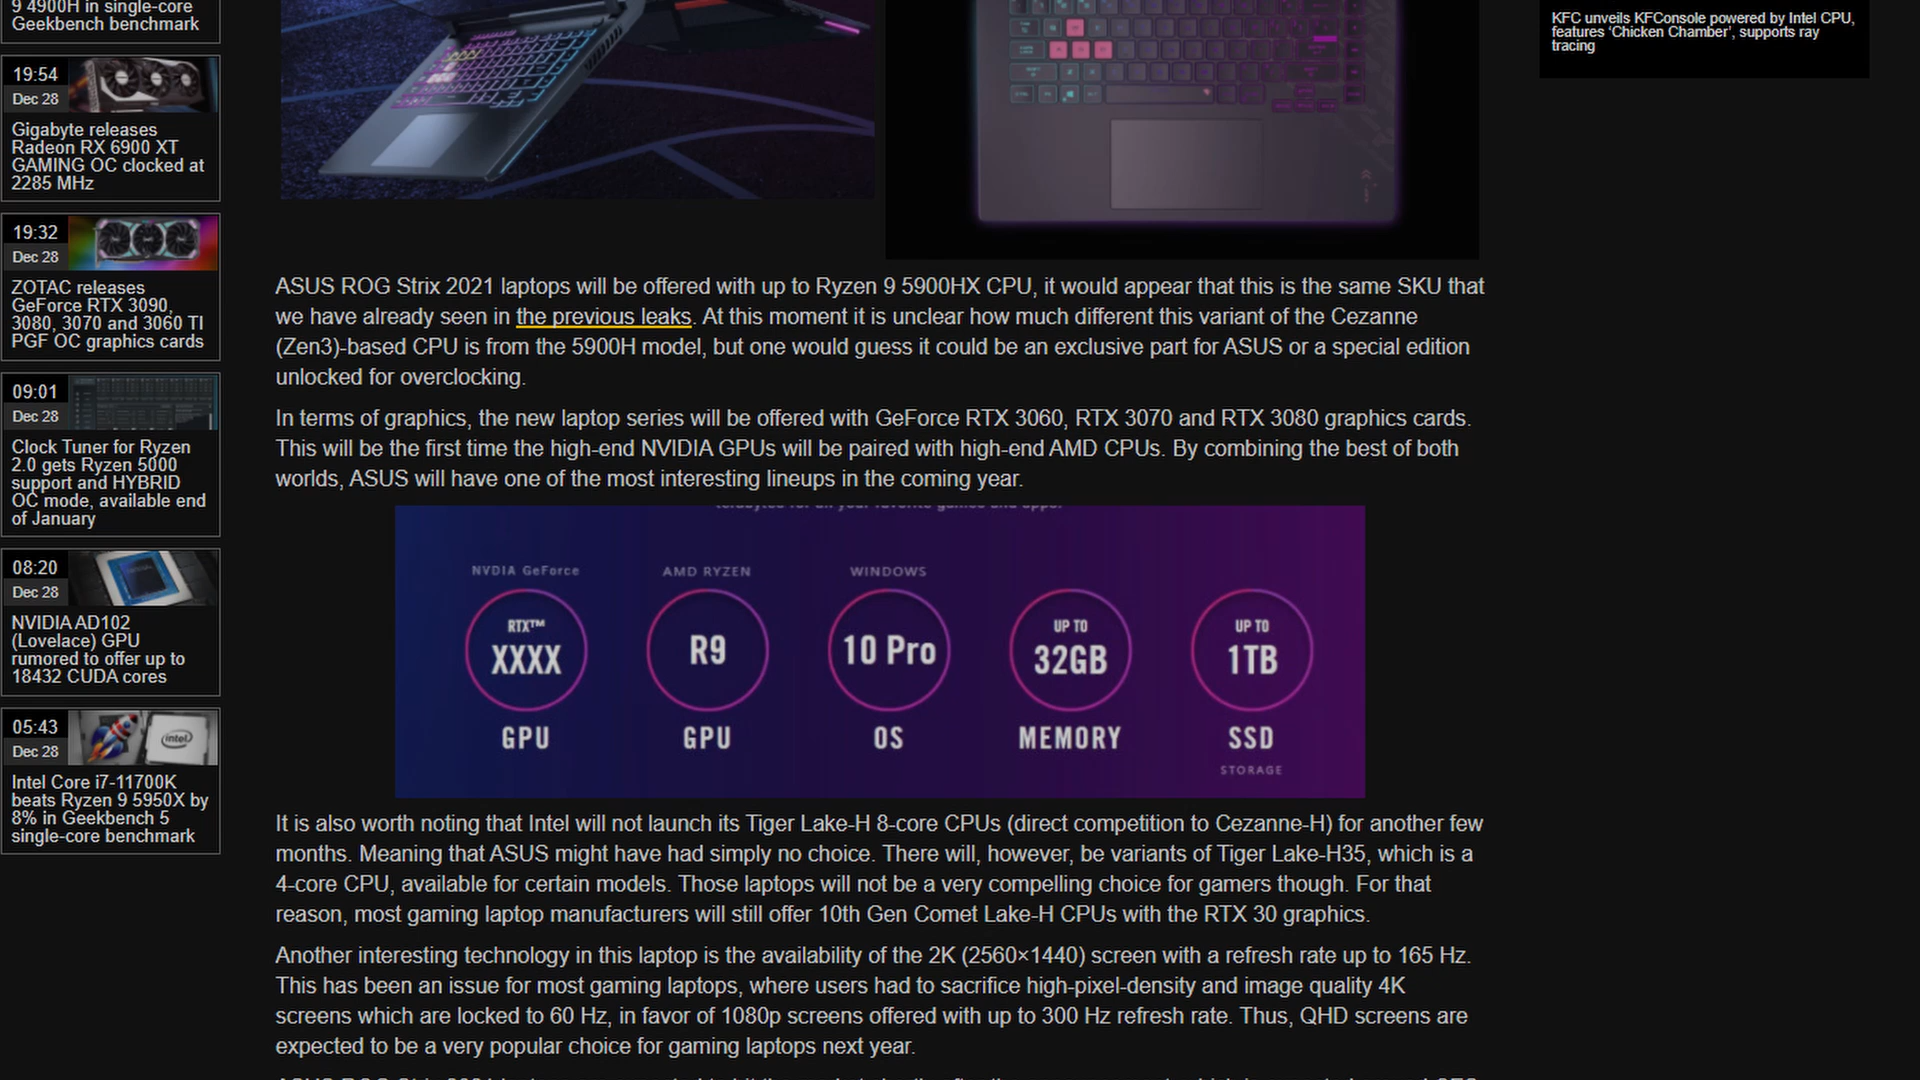 9 4900H in single-core
Geekbench benchmark
19:54
Dec 28
Gigabyte releases
Radeon RX 6900 XT
GAMING OC clocked at
2285 MHz
19:32
Dec 28
ZOTAC releases
GeForce RTX 3090,
3080, 3070 and 3060 TI
PGF OC graphics cards
09:01
Dec 28
Clock Tuner for Ryzen
2.0 gets Ryzen 5000
support and HYBRID
OC mode, available end
of January
08:20
Dec 28
NVIDIA AD102
(Lovelace) GPU
rumored to offer up to
18432 CUDA cores
05:43
Dec 28
intel
Intel Core i7-11700K
beats Ryzen 9 5950X by
8% in Geekbench 5
single-core benchmark
ASUS ROG Strix 2021 laptops will be offered with up to Ryzen 9 5900HX CPU, it would appear that this is the same SKU that
we have already seen in the previous leaks. At this moment it is unclear how much different this variant of the Cezanne
(Zen3)-based CPU is from the 5900H model, but one would guess it could be an exclusive part for ASUS or a special edition
unlocked for overclocking.
In terms of graphics, the new laptop series will be offered with GeForce RTX 3060, RTX 3070 and RTX 3080 graphics cards.
This will be the first time the high-end NVIDIA GPUs will be paired with high-end AMD CPUs. By combining the best of both
worlds, ASUS will have one of the most interesting lineups in the coming year.
terabytes for all your favorite games and apps.
NVDIA GeForce
RTX™
XXXX
GPU
AMD RYZEN
R9
GPU
WINDOWS
10 Pro
OS
UP TO
32GB
MEMORY
UP TO
1TB
SSD
STORAGE
It is also worth noting that Intel will not launch its Tiger Lake-H 8-core CPUs (direct competition to Cezanne-H) for another few
months. Meaning that ASUS might have had simply no choice. There will, however, be variants of Tiger Lake-H35, which is a
4-core CPU, available for certain models. Those laptops will not be a very compelling choice for gamers though. For that
reason, most gaming laptop manufacturers will still offer 10th Gen Comet Lake-H CPUs with the RTX 30 graphics.
Another interesting technology in this laptop is the availability of the 2K (2560×1440) screen with a refresh rate up to 165 Hz.
This has been an issue for most gaming laptops, where users had to sacrifice high-pixel-density and image quality 4K
screens which are locked to 60 Hz, in favor of 1080p screens offered with up to 300 Hz refresh rate. Thus, QHD screens are
expected to be a very popular choice for gaming laptops next year.
KFC unveils KFConsole powered by Intel CPU,
features ‘Chicken Chamber’, supports ray
tracing